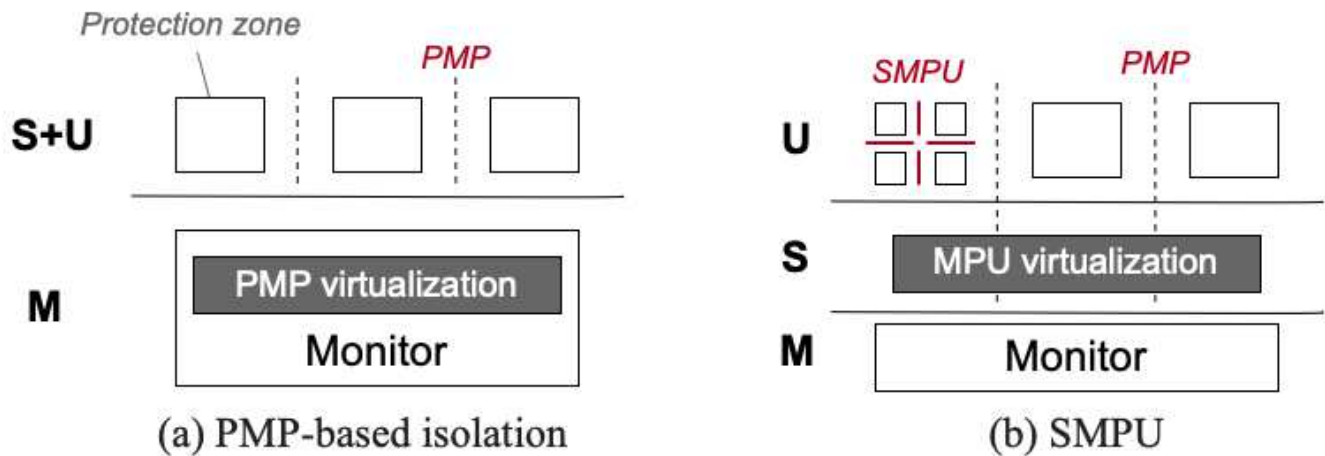 Protection zone
PMP
S+U
M
PMP virtualization
Monitor
(a) PMP-based isolation
SMPU
PMP
U
S
MPU virtualization
M
Monitor
(b) SMPU